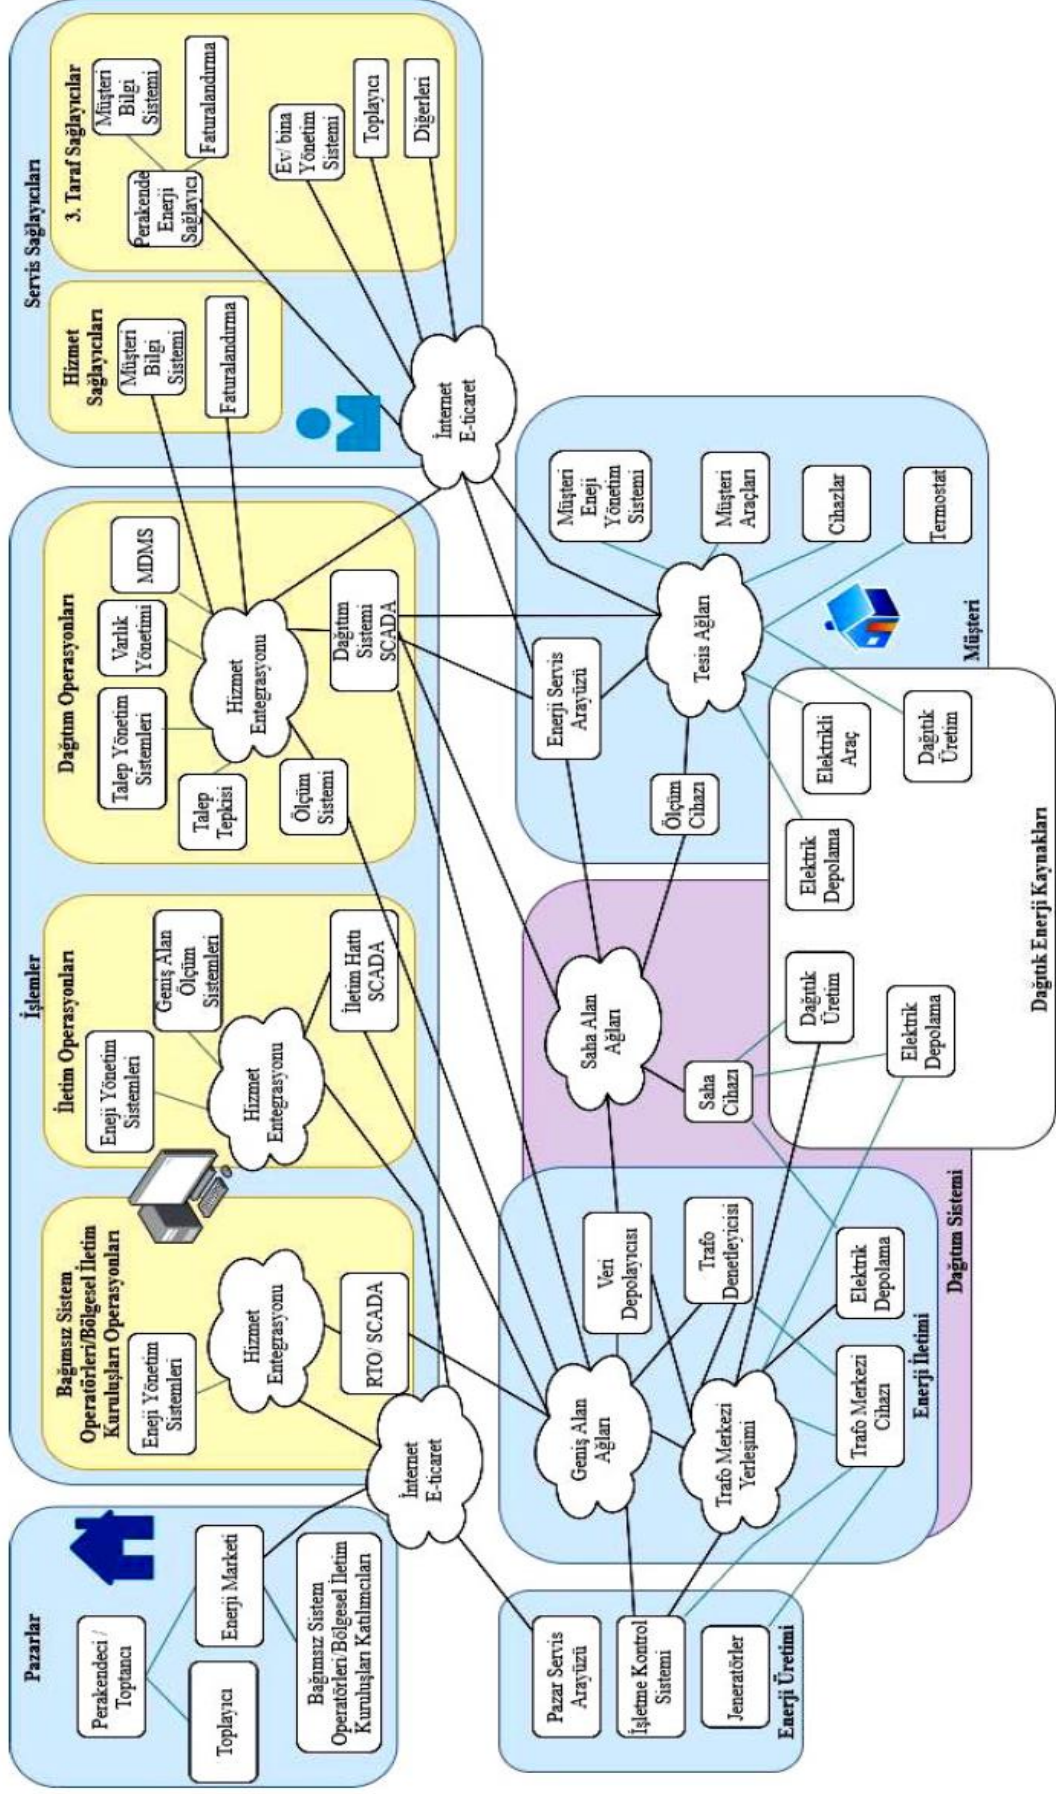 Pazarlar
Perakendeci /
Toptancı
Toplayıcı
Enerji Marketi
Bağımsız Sistem
Operatörleri/Bölgesel İletim
Kuruluşları Katılımcıları
İşlemler
Bağımsız Sistem
Operatörleri/Bölgesel İletim
Kuruluşları Operasyonları
Eneji Yönetim
Sistemleri
Hizmet
Entegrasyonu
RTO/ SCADA
İnternet
E-ticaret
İletim Operasyonları
Eneji Yönetim
Sistemleri
Geniş Alan
Ölçüm
Sistemleri
Hizmet
Entegrasyonu
İletim Hattı
SCADA
Dağıtım Operasyonları
Talep Yönetim
Sistemleri
Varlık
Yönetimi
MDMS
Talep
Tepkisi
Hizmet
Entegrasyonu
Ölçüm
Sistemi
Dağıtım
Sistemi
SCADA
Servis Sağlayıcıları
Hizmet
Sağlayıcıları
Müşteri
Bilgi
Sistemi
Faturalandırma
3. Taraf Sağlayıcılar
Müşteri
Bilgi
Sistemi
Perakende
Enerji
Sağlayıcı
Faturalandırma
Ev/ bina
Yönetim
Sistemi
Toplayıcı
Diğerleri
İnternet
E-ticaret
Pazar Servis
Arayüzü
İşletme Kontrol
Sistemi
Jeneratörler
Enerji Üretimi
Geniş Alan
Ağları
Veri
Depolayıcısı
Trafo Merkezi
Yerleşimi
Trafo
Denetleyicisi
Trafo Merkezi
Cihazı
Elektrik
Depolama
Enerji İletimi
Dağıtım Sistemi
Saha Alan
Ağları
Saha
Cihazı
Dağıtık
Üretim
Elektrik
Depolama
Elektrik
Depolama
Elektrikli
Araç
Dağıtık
Üretim
Dağıtık Enerji Kaynakları
Enerji Servis
Arayüzü
Ölçüm
Cihazı
Tesis Ağları
Müşteri
Eneji
Yönetim
Sistemi
Müşteri
Araçları
Cihazlar
Termostat
Müşteri